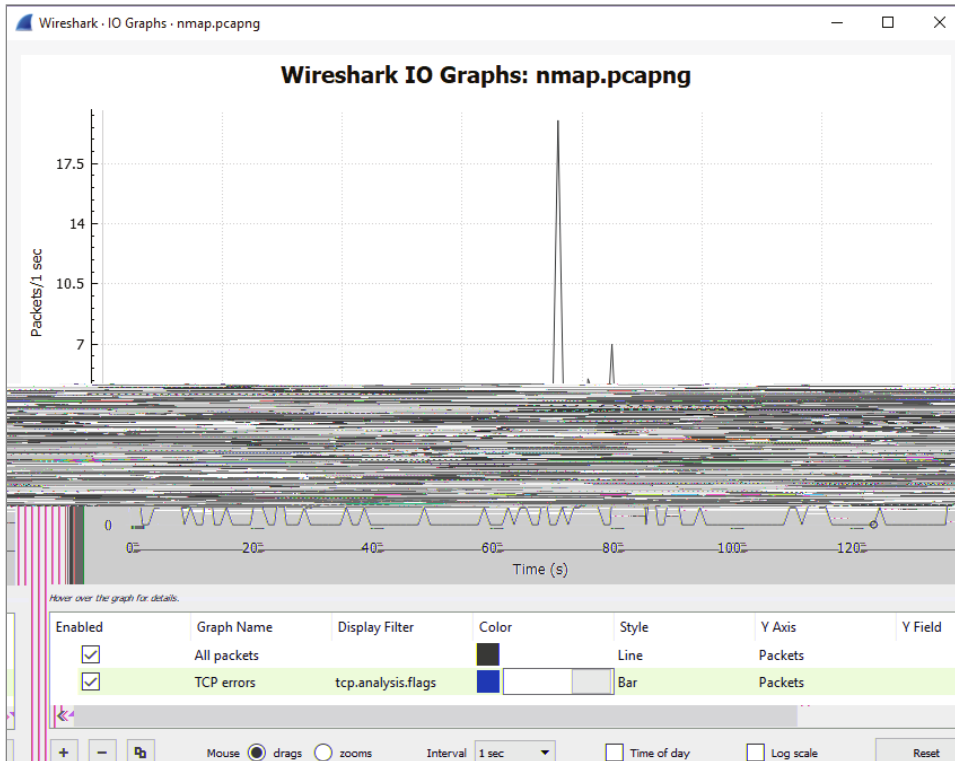 Wireshark · IO Graphs · nmap.pcapng
Wireshark IO Graphs: nmap.pcapng
17.5
14
10.5
7
Packets/1 sec
0
0 20 40 60 80 100 120
Time (s)
Hover over the graph for details.
Enabled Graph Name Display Filter Color Style Y Axis Y Field
All packets Line Packets
TCP errors tcp.analysis.flags Bar Packets
+ − Mouse drags zooms Interval 1 sec Time of day Log scale Reset